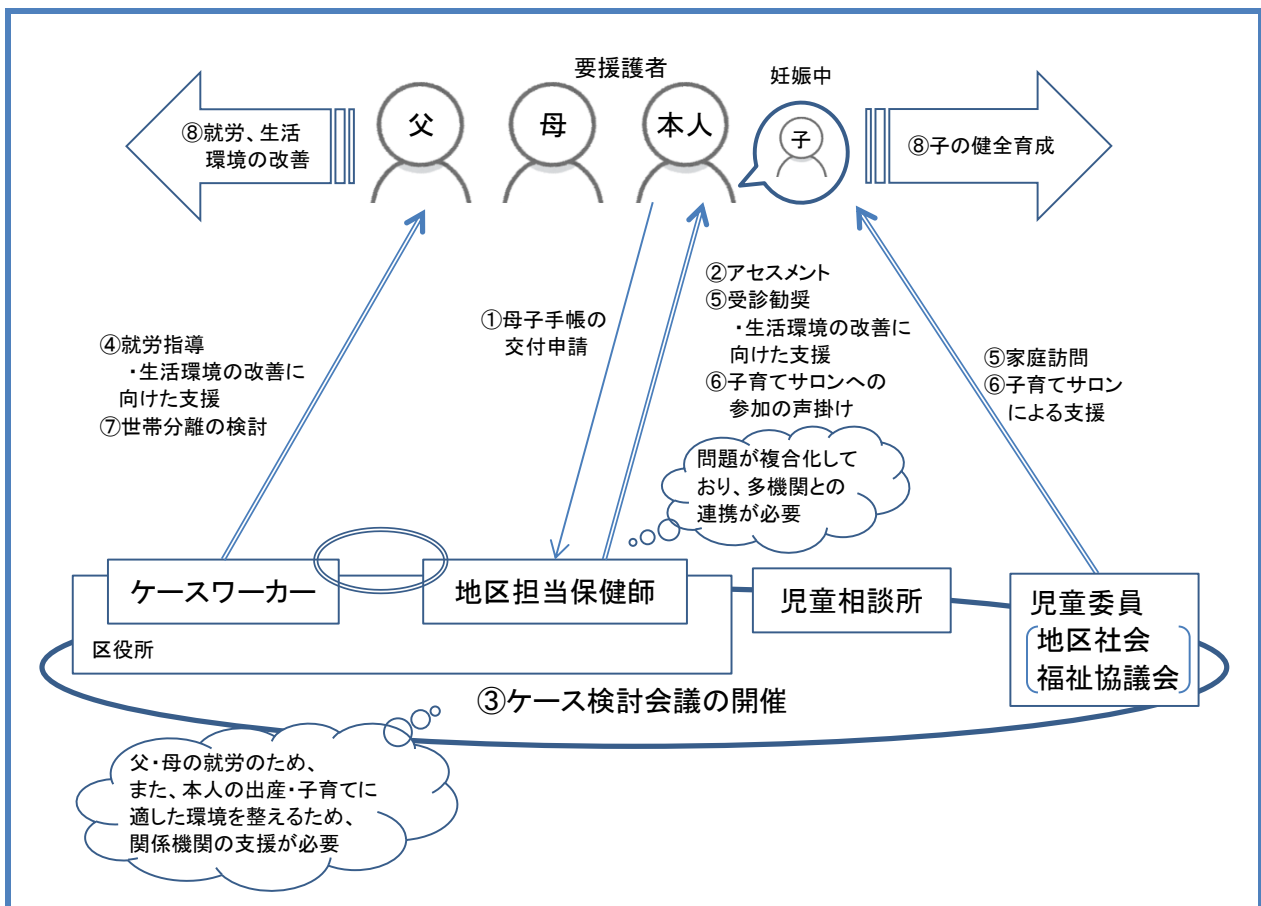 要援護者
妊娠中
父
母
本人
子
⑧就労、生活
環境の改善
⑧子の健全育成
①母子手帳の
交付申請
②アセスメント
⑤受診勧奨
・生活環境の改善に
向けた支援
⑥子育てサロンへの
参加の声掛け
④就労指導
・生活環境の改善に
向けた支援
⑦世帯分離の検討
⑤家庭訪問
⑥子育てサロン
による支援
問題が複合化して
おり、多機関との
連携が必要
ケースワーカー
地区担当保健師
児童相談所
児童委員
地区社会
福祉協議会
区役所
③ケース検討会議の開催
父・母の就労のため、
また、本人の出産・子育てに
適した環境を整えるため、
関係機関の支援が必要